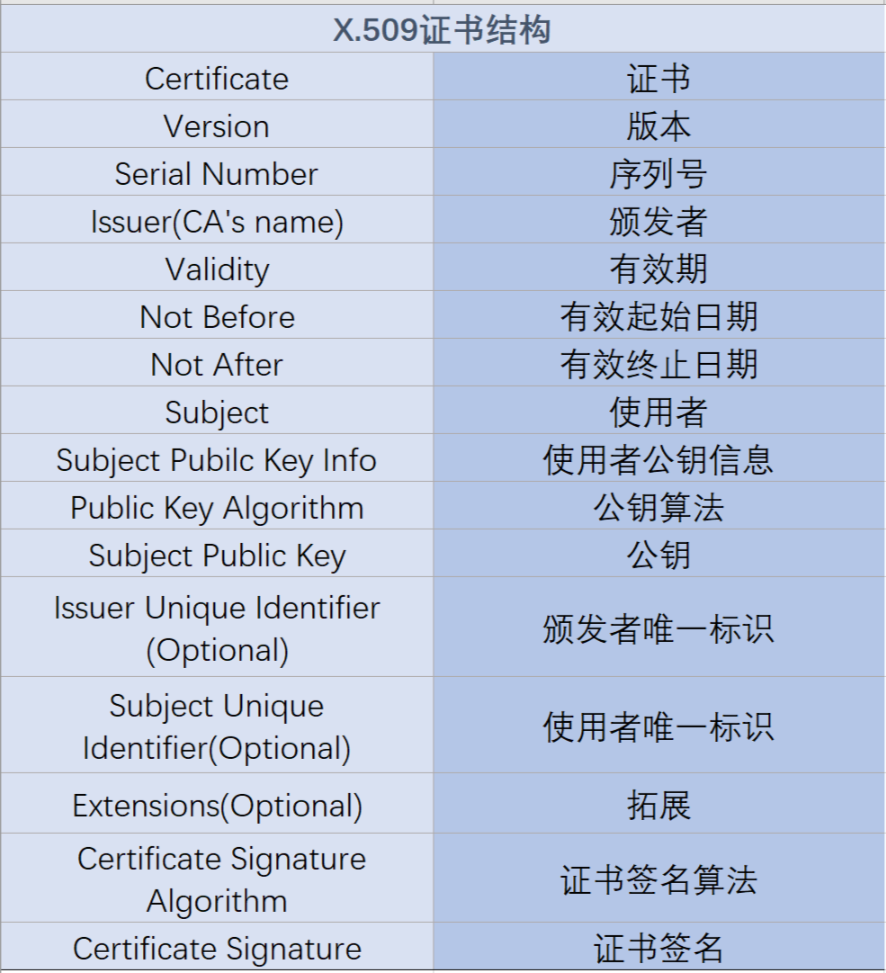 X.509证书结构
Certificate 证书
Version 版本
Serial Number 序列号
Issuer(CA's name) 颁发者
Validity 有效期
Not Before 有效起始日期
Not After 有效终止日期
Subject 使用者
Subject Pubilc Key Info 使用者公钥信息
Public Key Algorithm 公钥算法
Subject Public Key 公钥
Issuer Unique Identifier
(Optional)
颁发者唯一标识
Subject Unique
Identifier(Optional)
使用者唯一标识
Extensions(Optional) 拓展
Certificate Signature
Algorithm
证书签名算法
Certificate Signature 证书签名